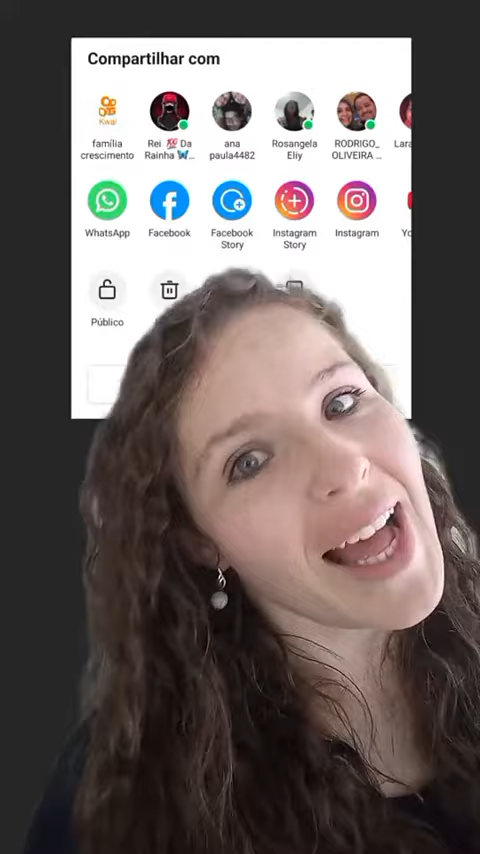 Compartilhar com
Kwai
família
crescimento
Rei 💯 Da
Rainha 🦋...
ana
paula4482
Rosangela
Eliy
RODRIGO_
OLIVEIRA ...
Lara
WhatsApp
Facebook
Facebook
Story
Instagram
Story
Instagram
Yo
Público